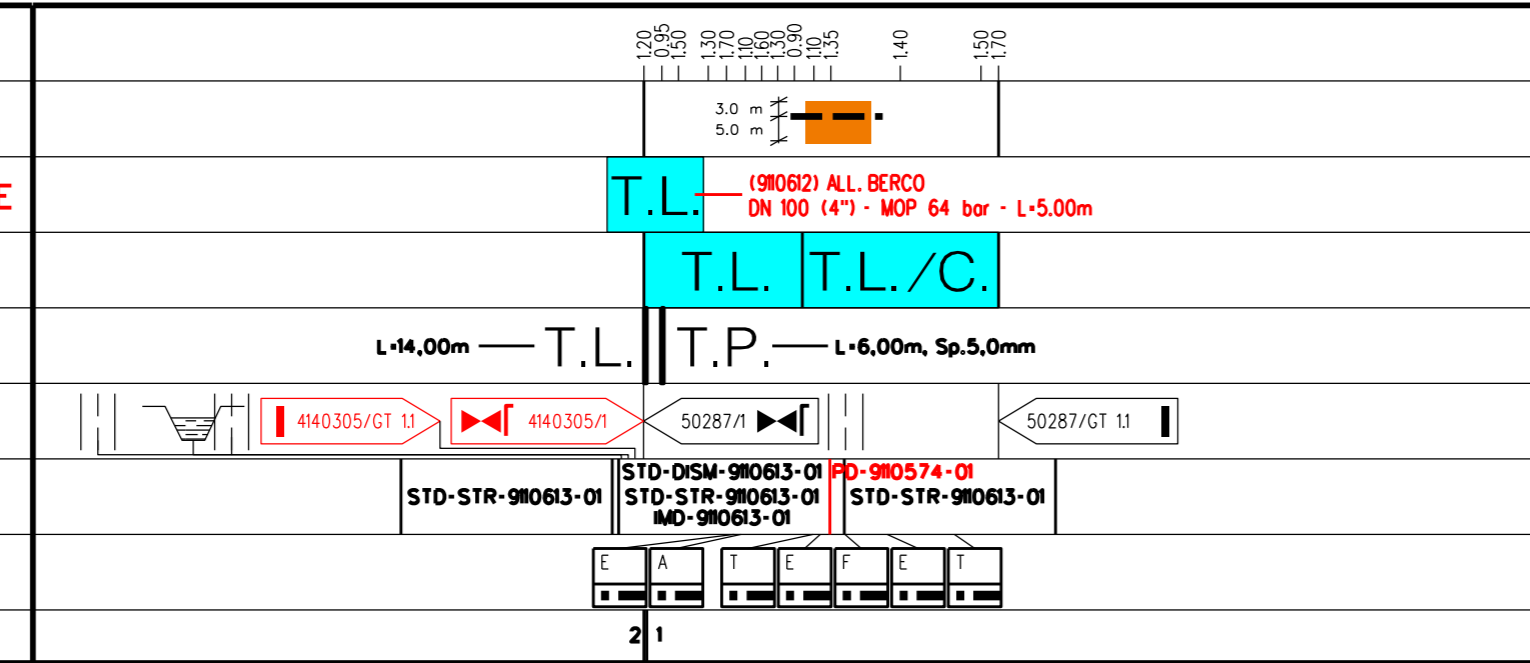 1.20 0.95 1.50 1.30 1.70 1.10 1.60 1.30 0.90 1.10 1.35 1.40 1.50 1.70
3.0 m
5.0 m
E
T.L.
(9110612) ALL. BERCO
DN 100 (4") - MOP 64 bar - L=5.00m
T.L. T.L./C.
L=14,00m T.L. T.P. L=6,00m, Sp.5,0mm
4140305/GT 1.1 4140305/1 50287/1 50287/GT 1.1
STD-STR-9110613-01
STD-DISM-9110613-01
STD-STR-9110613-01
IMD-9110613-01
PD-9110574-01
STD-STR-9110613-01
E A T E F E T
2 1